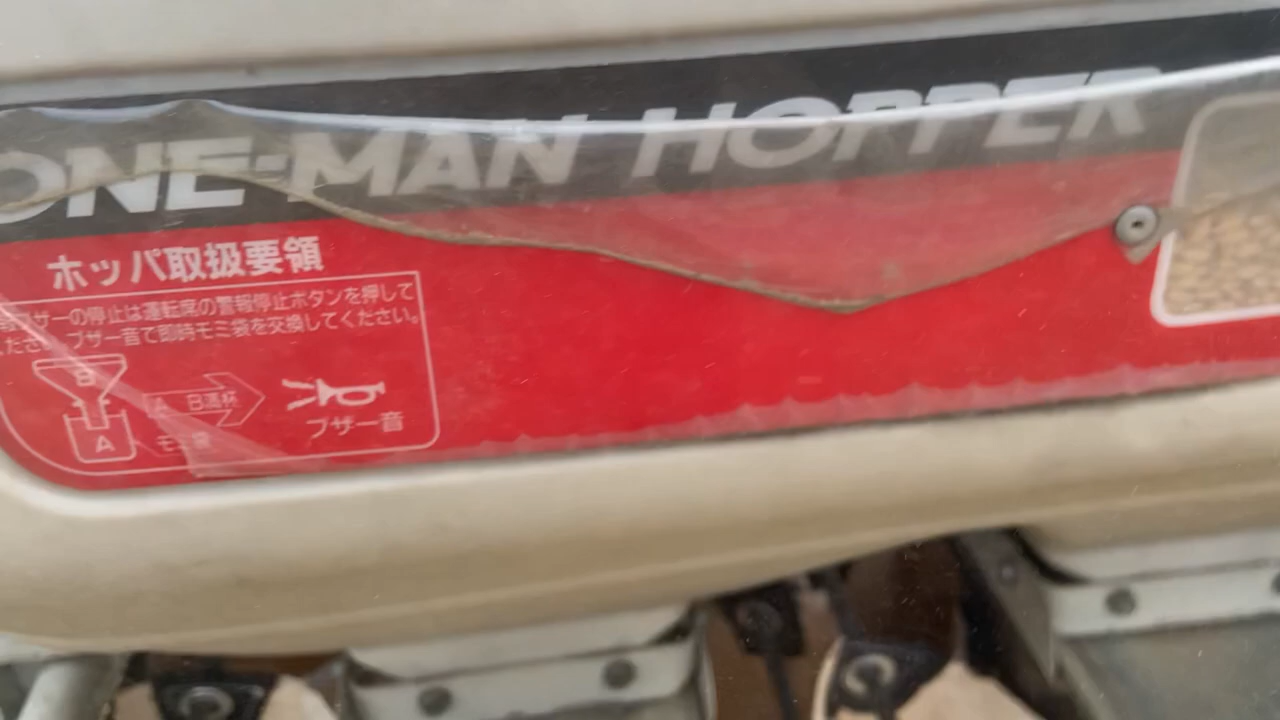 ONE-MAN HOPPER
ホッパ取扱要領
ブザーの停止は運転席の警報停止ボタンを押して
ください。ブザー音で即時モミ袋を交換してください。
B
A
A B満杯
モミ袋
ブザー音